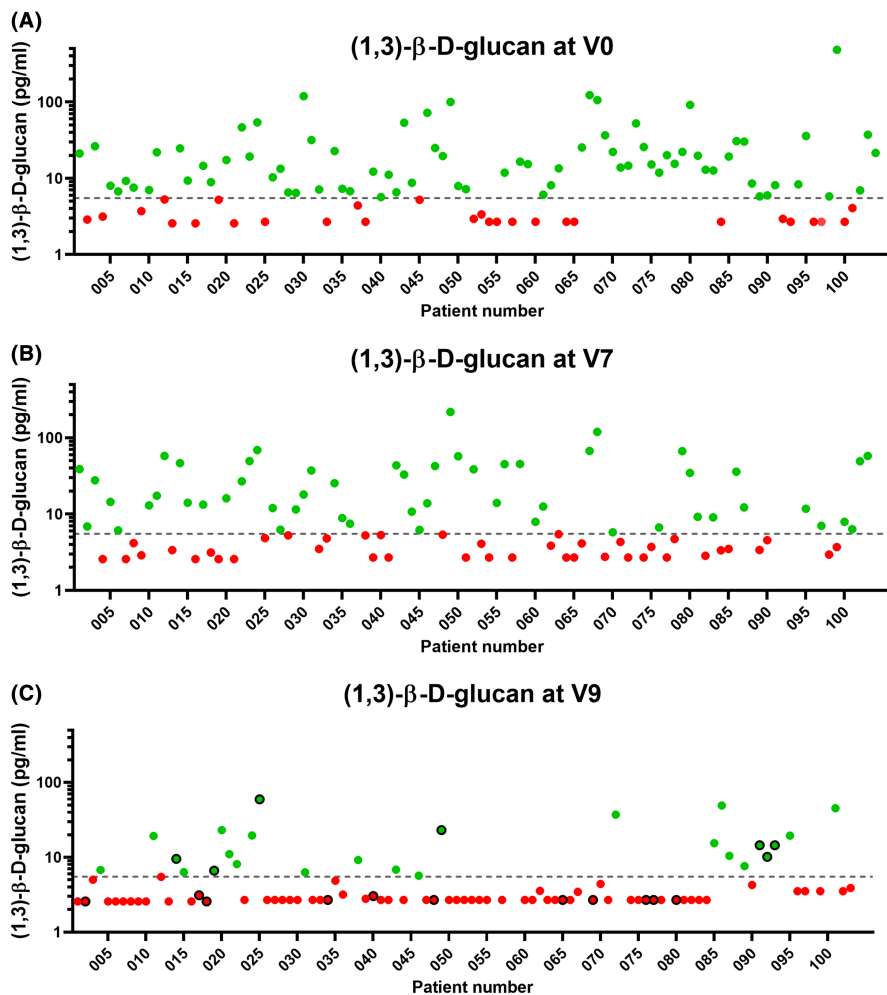 (A)
(1,3)-β-D-glucan at V0
(1,3)-β-D-glucan (pg/ml)
100
10
1
005 010 015 020 025 030 035 040 045 050 055 060 065 070 075 080 085 090 095 100
Patient number
(B)
(1,3)-β-D-glucan at V7
(1,3)-β-D-glucan (pg/ml)
100
10
1
005 010 015 020 025 030 035 040 045 050 055 060 065 070 075 080 085 090 095 100
Patient number
(C)
(1,3)-β-D-glucan at V9
(1,3)-β-D-glucan (pg/ml)
100
10
1
005 010 015 020 025 030 035 040 045 050 055 060 065 070 075 080 085 090 095 100
Patient number